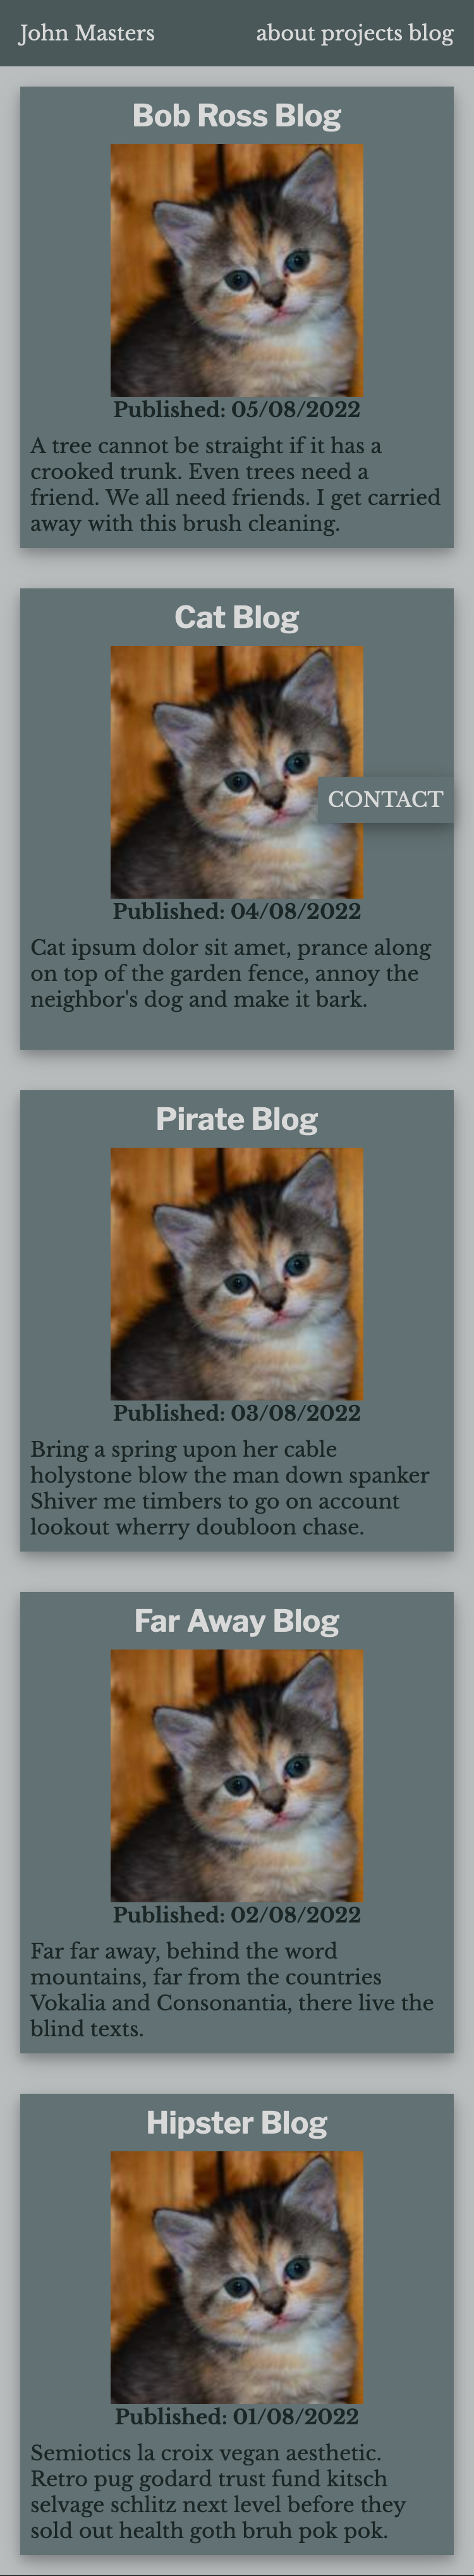 John Masters
about projects blog
Bob Ross Blog
Published: 05/08/2022
A tree cannot be straight if it has a
crooked trunk. Even trees need a
friend. We all need friends. I get carried
away with this brush cleaning.
Cat Blog
CONTACT
Published: 04/08/2022
Cat ipsum dolor sit amet, prance along
on top of the garden fence, annoy the
neighbor's dog and make it bark.
Pirate Blog
Published: 03/08/2022
Bring a spring upon her cable
holystone blow the man down spanker
Shiver me timbers to go on account
lookout wherry doubloon chase.
Far Away Blog
Published: 02/08/2022
Far far away, behind the word
mountains, far from the countries
Vokalia and Consonantia, there live the
blind texts.
Hipster Blog
Published: 01/08/2022
Semiotics la croix vegan aesthetic.
Retro pug godard trust fund kitsch
selvage schlitz next level before they
sold out health goth bruh pok pok.